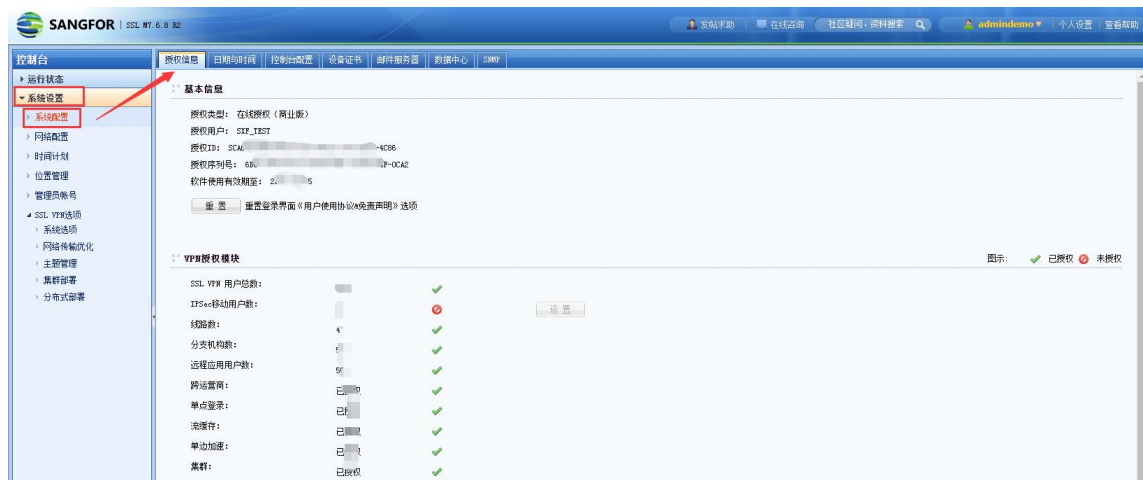 SANGFOR | SSL M7.6.8 R2
发帖求助 在线咨询 社区疑问、资料搜索 admindemo 个人设置 查看帮助
控制台
授权信息 日期与时间 控制台配置 设备证书 邮件服务器 数据中心 SNMP
运行状态
系统设置
系统配置
网络配置
时间计划
位置管理
管理员帐号
SSL VPN选项
系统选项
网络传输优化
主题管理
集群部署
分布式部署
基本信息
授权类型: 在线授权(商业版)
授权用户: SXF_TEST
授权ID: -4C86
授权序列号: -0CA2
软件使用有效期至:
重置 重置登录界面《用户使用协议&免责声明》选项
VPN授权模块 图示: 已授权 未授权
SSL VPN 用户总数:
IPSec移动用户数: 设置
线路数:
分支机构数:
远程应用用户数:
跨运营商:
单点登录:
流缓存:
单边加速:
集群: 已授权